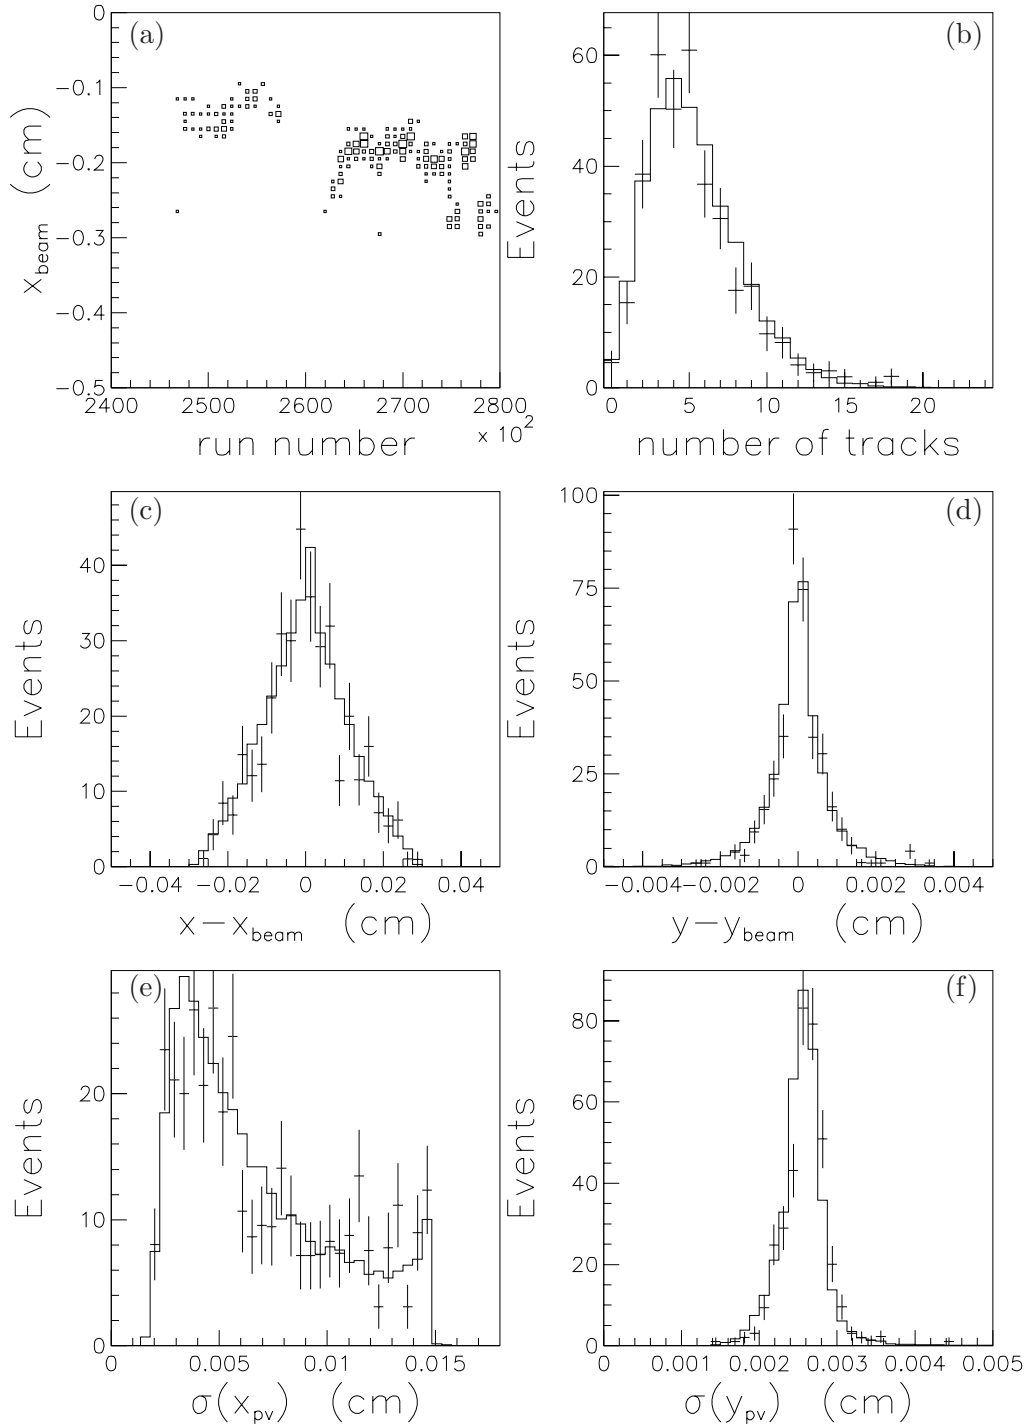 (a)
0
−0.1
−0.2
−0.3
−0.4
−0.5
x_beam (cm)
2400 2500 2600 2700 2800
× 10²
run number
(b)
60
40
20
0
Events
0 5 10 15 20
number of tracks
(c)
40
30
20
10
0
Events
−0.04 −0.02 0 0.02 0.04
x−x_beam (cm)
(d)
100
75
50
25
0
Events
−0.004 −0.002 0 0.002 0.004
y−y_beam (cm)
(e)
20
10
0
Events
0 0.005 0.01 0.015
σ(x_pv) (cm)
(f)
80
60
40
20
0
Events
0 0.001 0.002 0.003 0.004 0.005
σ(y_pv) (cm)